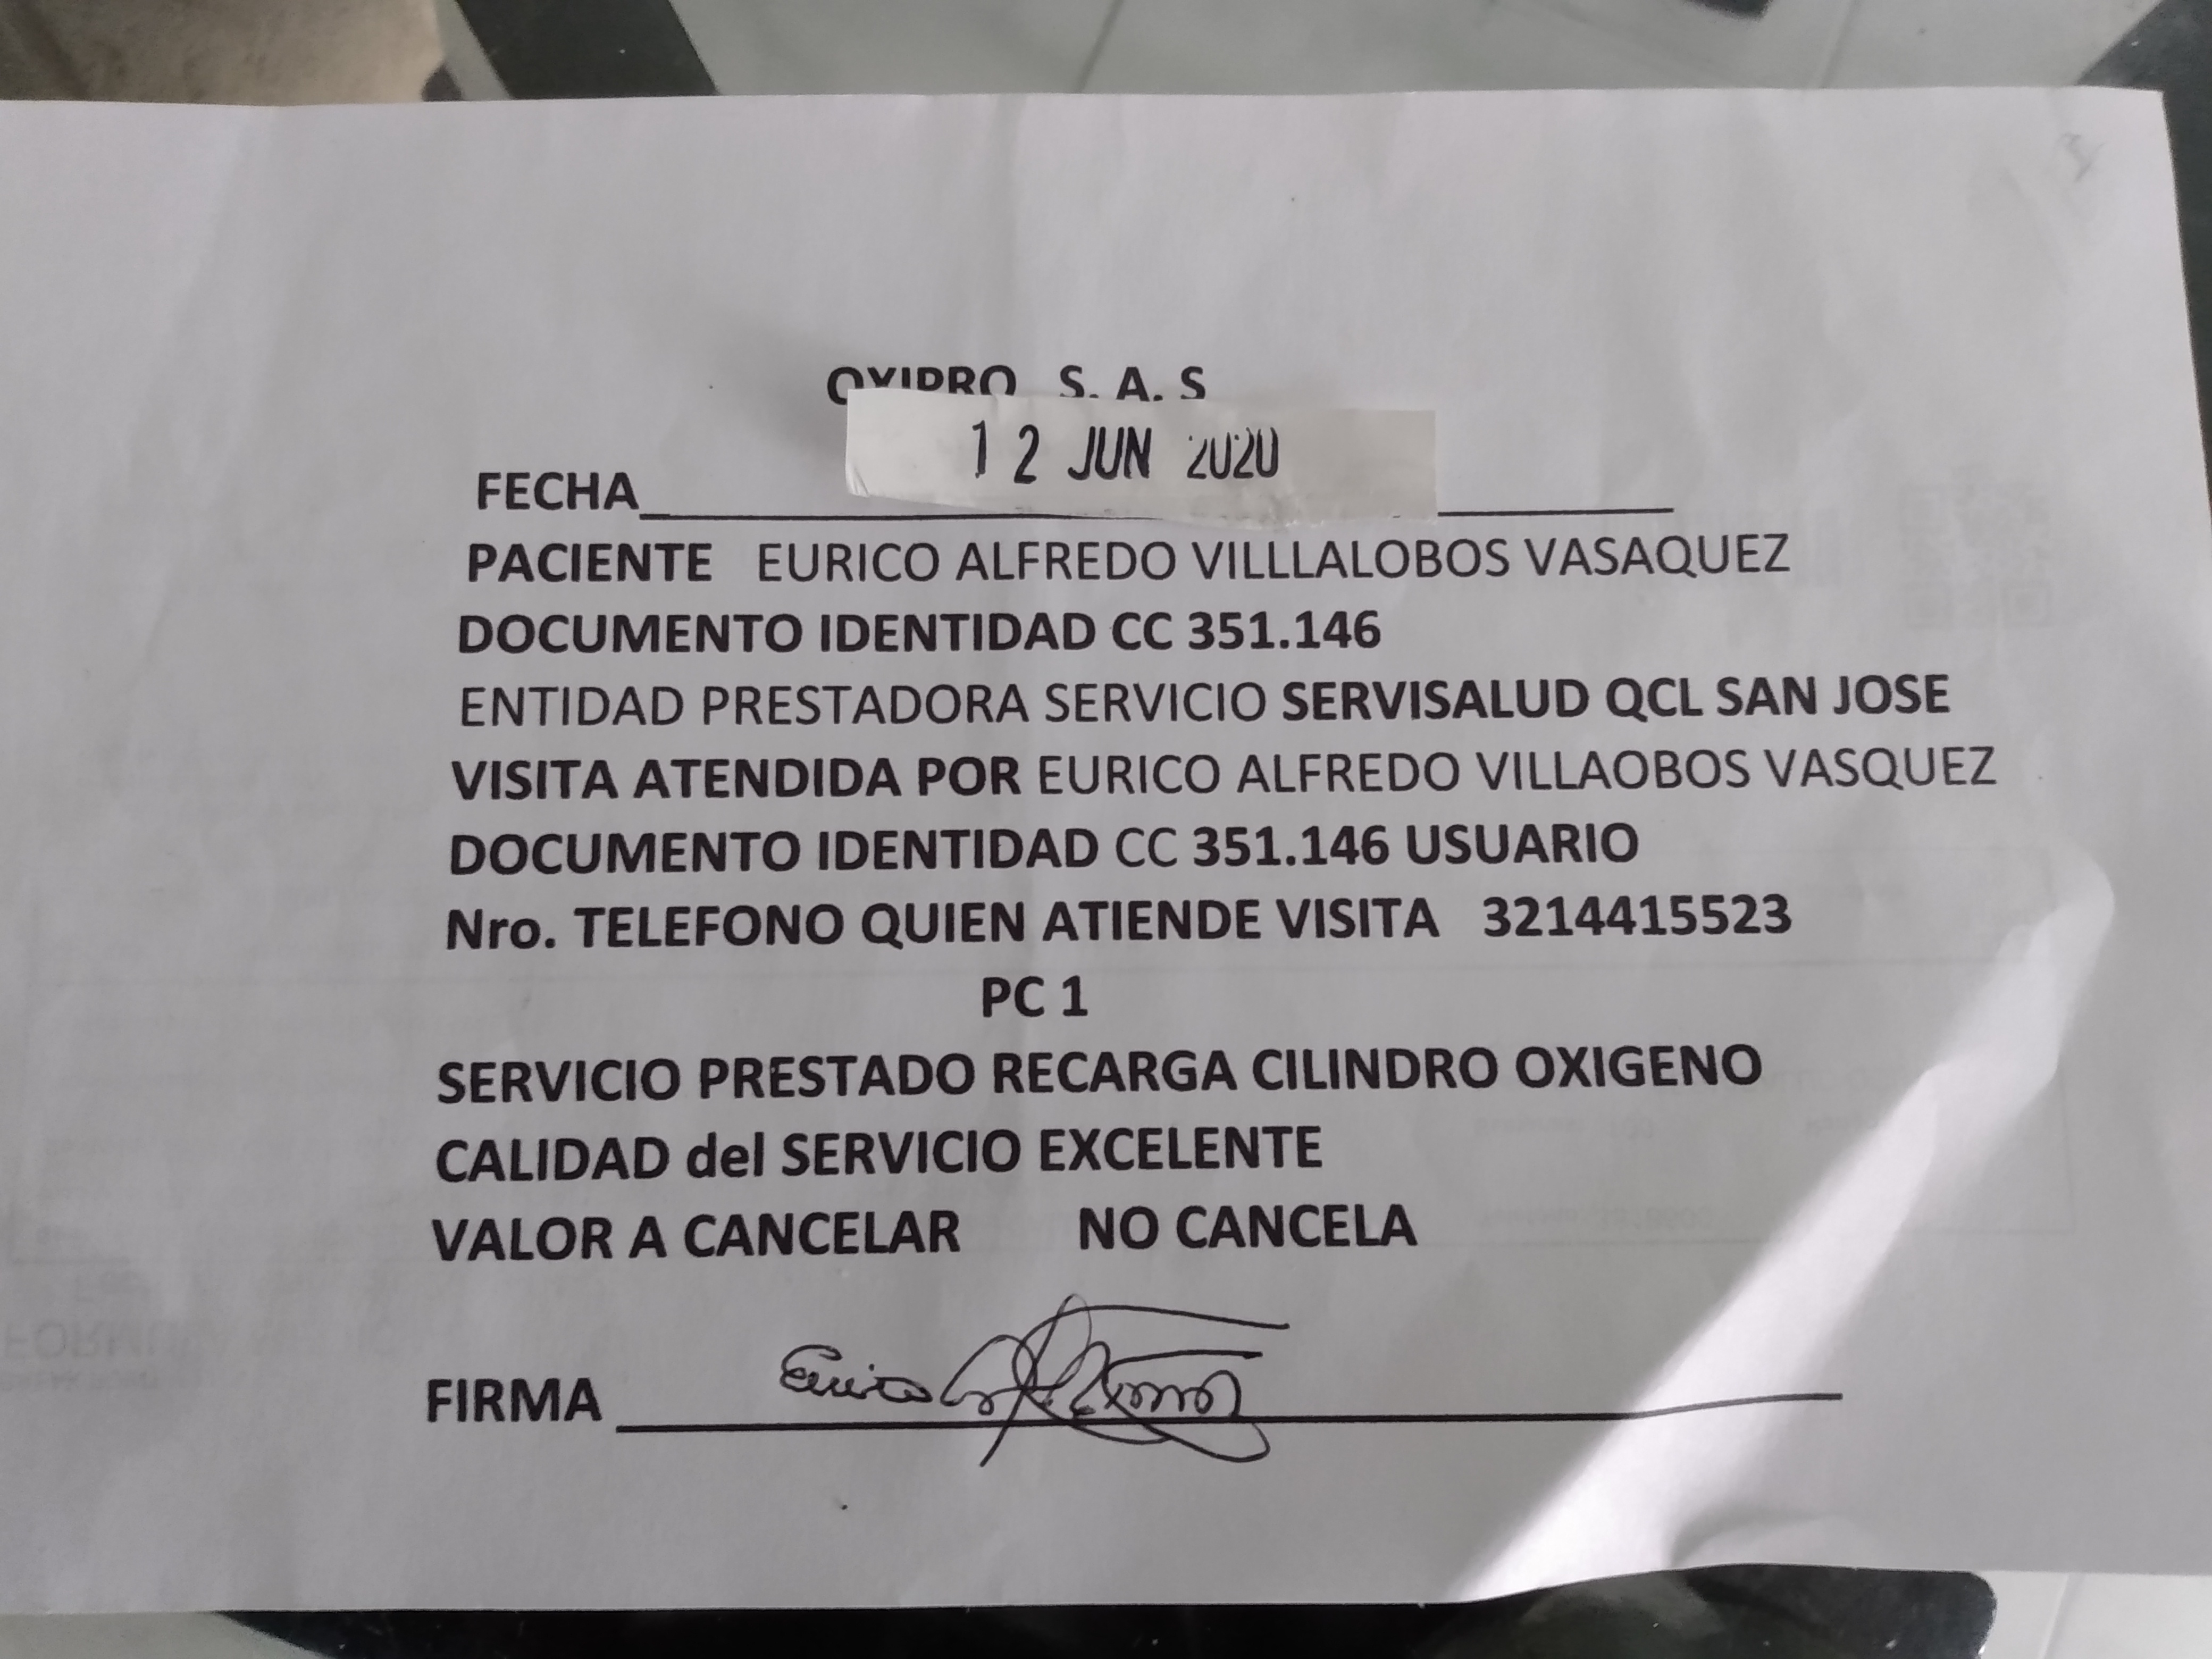 OXIPRO S. A. S
12 JUN 2020
FECHA
PACIENTE EURICO ALFREDO VILLLALOBOS VASAQUEZ
DOCUMENTO IDENTIDAD CC 351.146
ENTIDAD PRESTADORA SERVICIO SERVISALUD QCL SAN JOSE
VISITA ATENDIDA POR EURICO ALFREDO VILLAOBOS VASQUEZ
DOCUMENTO IDENTIDAD CC 351.146 USUARIO
Nro. TELEFONO QUIEN ATIENDE VISITA 3214415523
PC 1
SERVICIO PRESTADO RECARGA CILINDRO OXIGENO
CALIDAD del SERVICIO EXCELENTE
VALOR A CANCELAR NO CANCELA
FIRMA